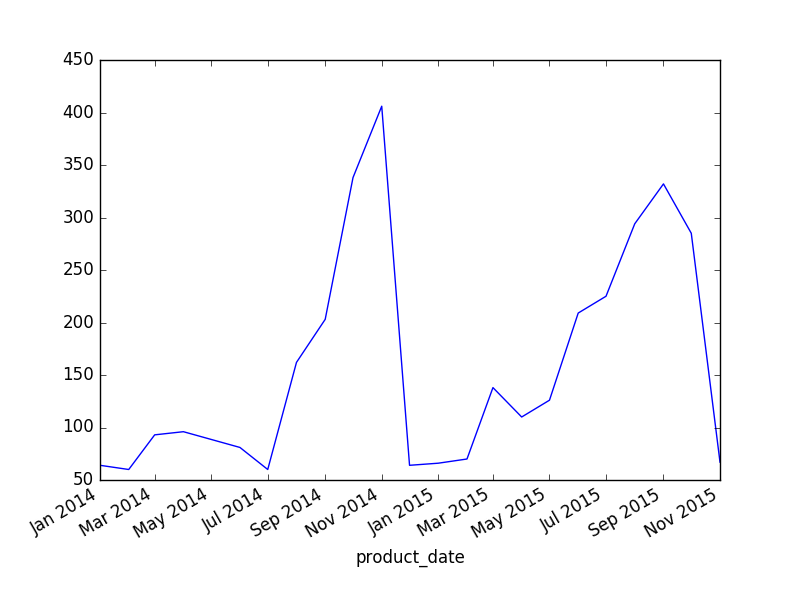 450
400
350
300
250
200
150
100
50
Jan 2014
Mar 2014
May 2014
Jul 2014
Sep 2014
Nov 2014
Jan 2015
Mar 2015
May 2015
Jul 2015
Sep 2015
Nov 2015
product_date